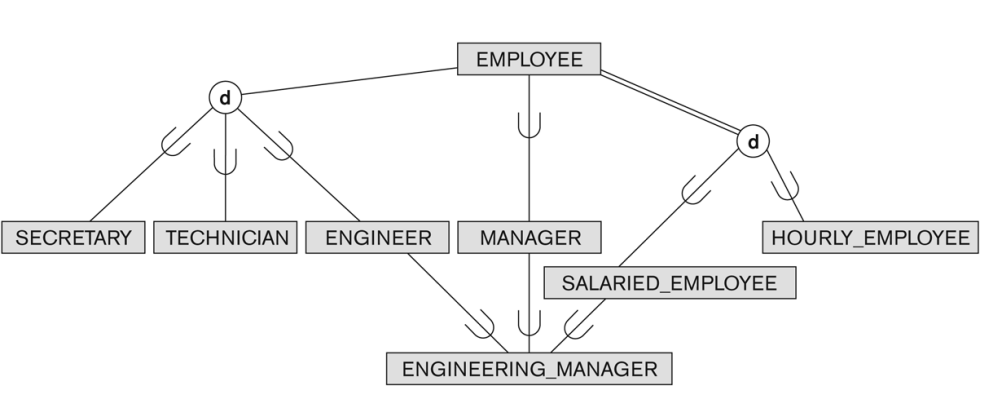 EMPLOYEE
d
d
SECRETARY
TECHNICIAN
ENGINEER
MANAGER
HOURLY_EMPLOYEE
SALARIED_EMPLOYEE
ENGINEERING_MANAGER